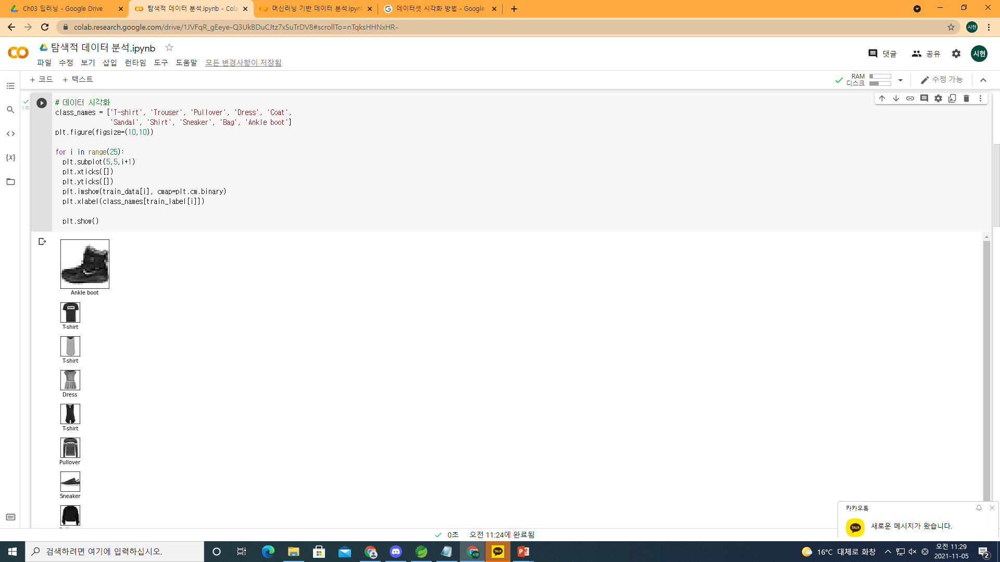 Ch03 딥러닝 - Google Drive
탐색적 데이터 분석.ipynb - Cola
머신러닝 기반 데이터 분석.ipynb
데이터셋 시각화 방법 - Google
colab.research.google.com/drive/1JVFqR_gEeye-Q3UkBDuCJtz7xSuTrDV8#scrollTo=nTqksHHNxHR-
시현
탐색적 데이터 분석.ipynb
댓글
공유
시현
파일 수정 보기 삽입 런타임 도구 도움말 모든 변경사항이 저장됨
+ 코드 + 텍스트
RAM
디스크
수정 가능
1초
# 데이터 시각화
class_names = ['T-shirt', 'Trouser', 'Pullover', 'Dress', 'Coat',
'Sandal', 'Shirt', 'Sneaker', 'Bag', 'Ankle boot']
plt.figure(figsize=(10,10))
for i in range(25):
plt.subplot(5,5,i+1)
plt.xticks([])
plt.yticks([])
plt.imshow(train_data[i], cmap=plt.cm.binary)
plt.xlabel(class_names[train_label[i]])
plt.show()
Ankle boot
T-shirt
T-shirt
Dress
T-shirt
Pullover
Sneaker
카카오톡
TALK
새로운 메시지가 왔습니다.
0초 오전 11:24에 완료됨
검색하려면 여기에 입력하십시오.
시현
TALK
16°C 대체로 화창
오전 11:29
2021-11-05
2